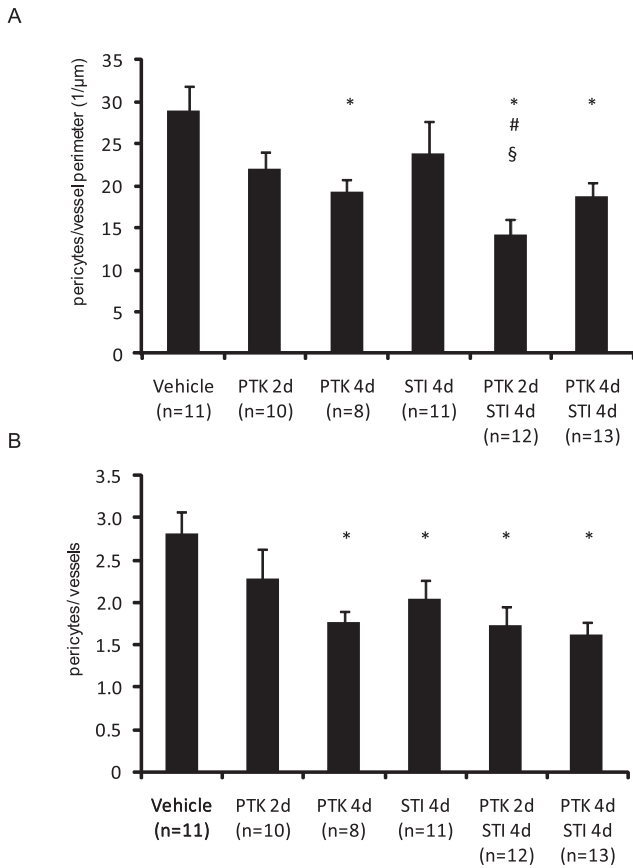 A
pericytes/vessel perimeter (1/µm)
35
30
25
20
15
10
5
0
*
*
#
§
*
Vehicle
(n=11)
PTK 2d
(n=10)
PTK 4d
(n=8)
STI 4d
(n=11)
PTK 2d
STI 4d
(n=12)
PTK 4d
STI 4d
(n=13)
B
pericytes/ vessels
3.5
3.0
2.5
2.0
1.5
1.0
0.5
0
*
*
*
*
Vehicle
(n=11)
PTK 2d
(n=10)
PTK 4d
(n=8)
STI 4d
(n=11)
PTK 2d
STI 4d
(n=12)
PTK 4d
STI 4d
(n=13)